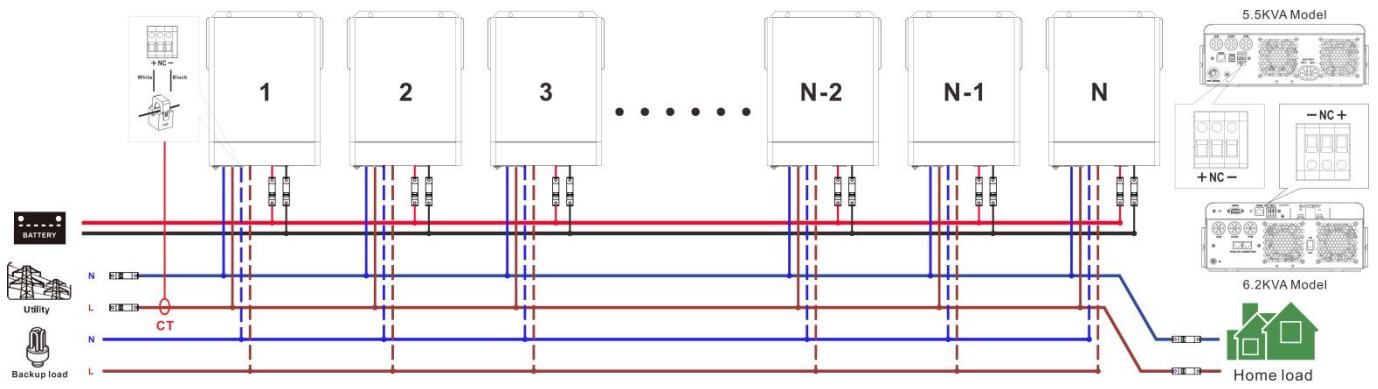 + NC −
White
Black
1
2
3
N-2
N-1
N
5.5KVA Model
− NC +
+ NC −
6.2KVA Model
BATTERY
N
Utility
L
CT
N
Backup load
L
Home load